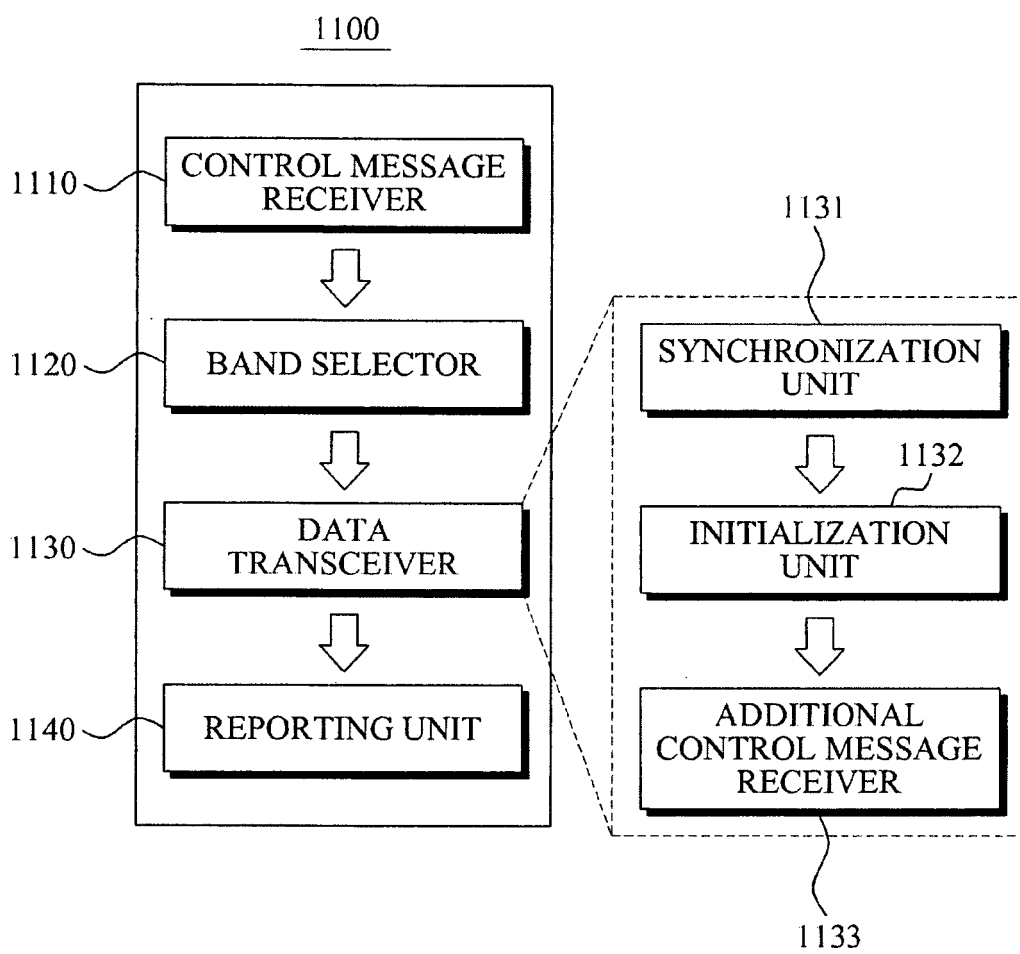 1100
1110
CONTROL MESSAGE
RECEIVER
1120
BAND SELECTOR
1130
DATA
TRANSCEIVER
1140
REPORTING UNIT
1131
SYNCHRONIZATION
UNIT
1132
INITIALIZATION
UNIT
ADDITIONAL
CONTROL MESSAGE
RECEIVER
1133